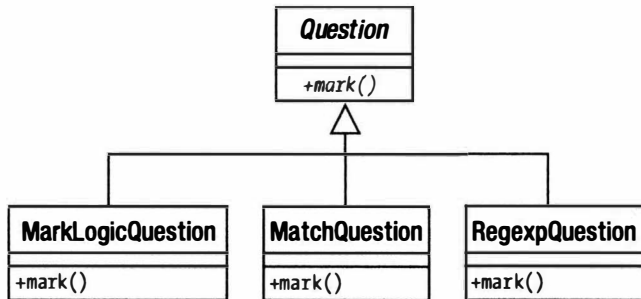 Question
+mark()
MarkLogicQuestion
MatchQuestion
RegexpQuestion
+mark()
+mark()
+mark()